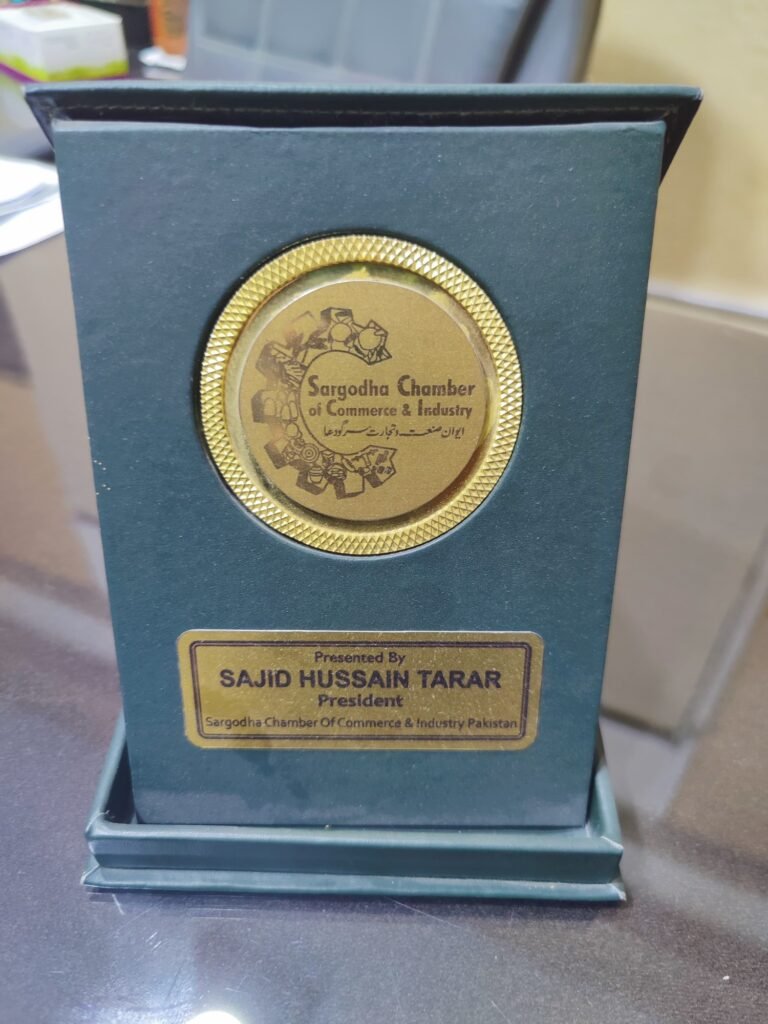 Sargodha Chamber
of Commerce & Industry
ایوان صنعت و تجارت سرگودھا
Presented By
SAJID HUSSAIN TARAR
President
Sargodha Chamber Of Commerce & Industry Pakistan